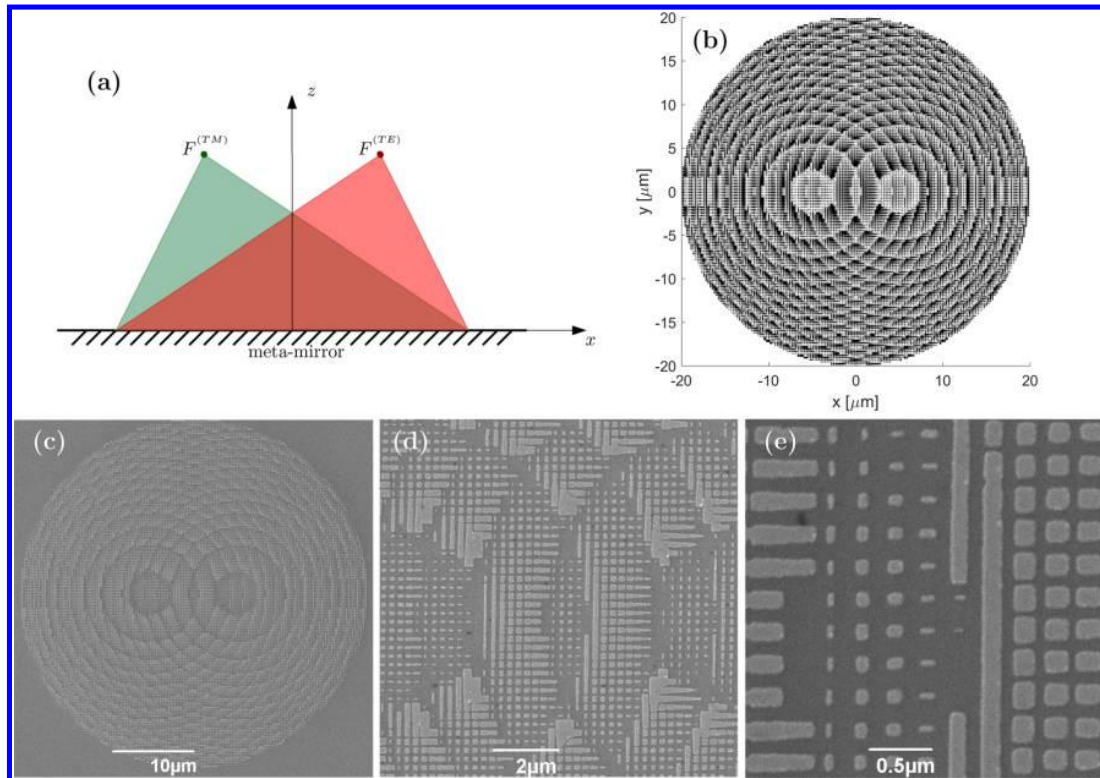 (a)
z
F(TM)
F(TE)
meta-mirror
x
(b)
20
15
10
5
0
-5
-10
-15
-20
y [μm]
-20
-10
0
10
20
x [μm]
(c)
10μm
(d)
2μm
(e)
0.5μm